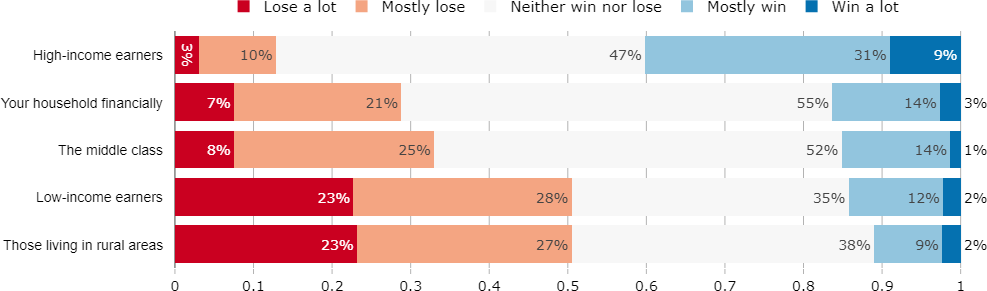 Lose a lot Mostly lose Neither win nor lose Mostly win Win a lot
High-income earners 3% 10% 47% 31% 9%
Your household financially 7% 21% 55% 14% 3%
The middle class 8% 25% 52% 14% 1%
Low-income earners 23% 28% 35% 12% 2%
Those living in rural areas 23% 27% 38% 9% 2%
0 0.1 0.2 0.3 0.4 0.5 0.6 0.7 0.8 0.9 1